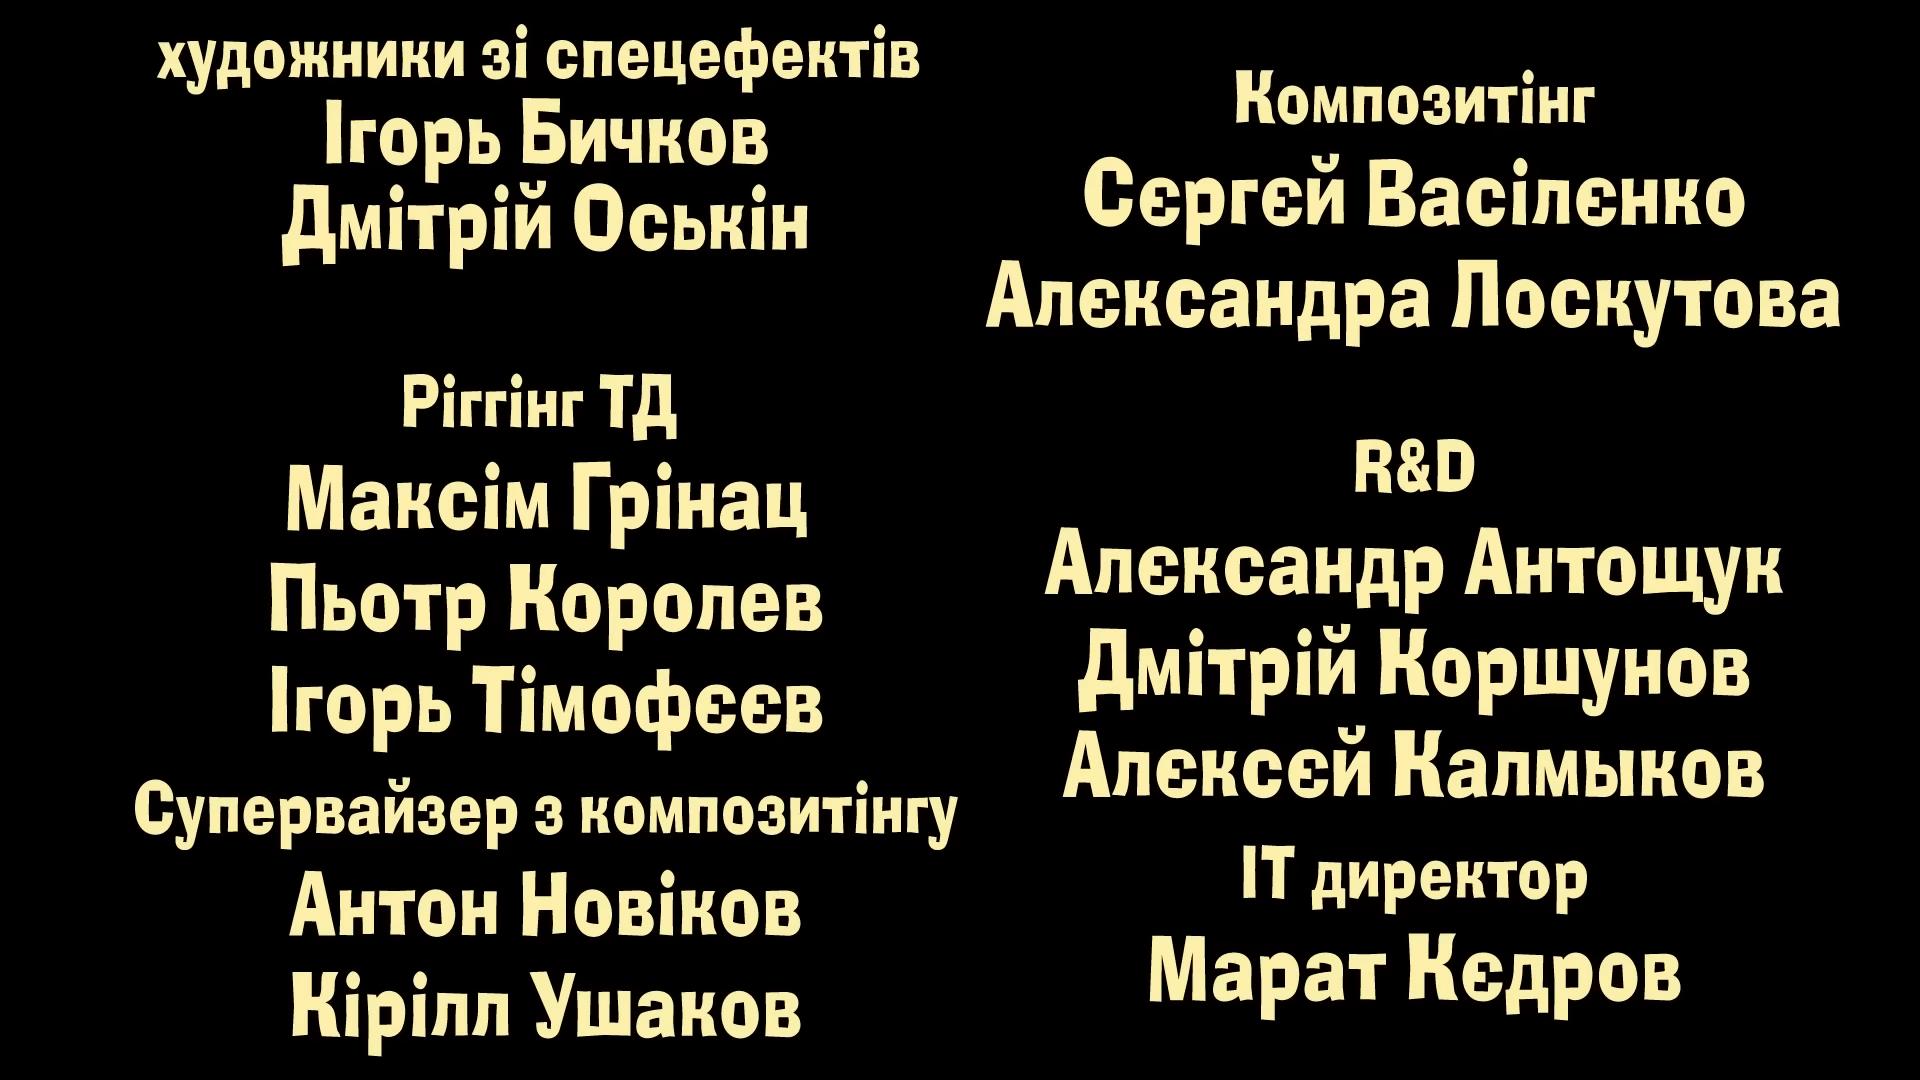 художники зі спецефектів
Ігорь Бичков
Дмітрій Оськін
Ріггінг ТД
Максім Грінац
Пьотр Королев
Ігорь Тімофєєв
Супервайзер з композитінгу
Антон Новіков
Кірілл Ушаков
Композитінг
Сєргєй Васілєнко
Алєксандра Лоскутова
R&D
Алєксандр Антощук
Дмітрій Коршунов
Алєксєй Калмыков
ІТ директор
Марат Кєдров